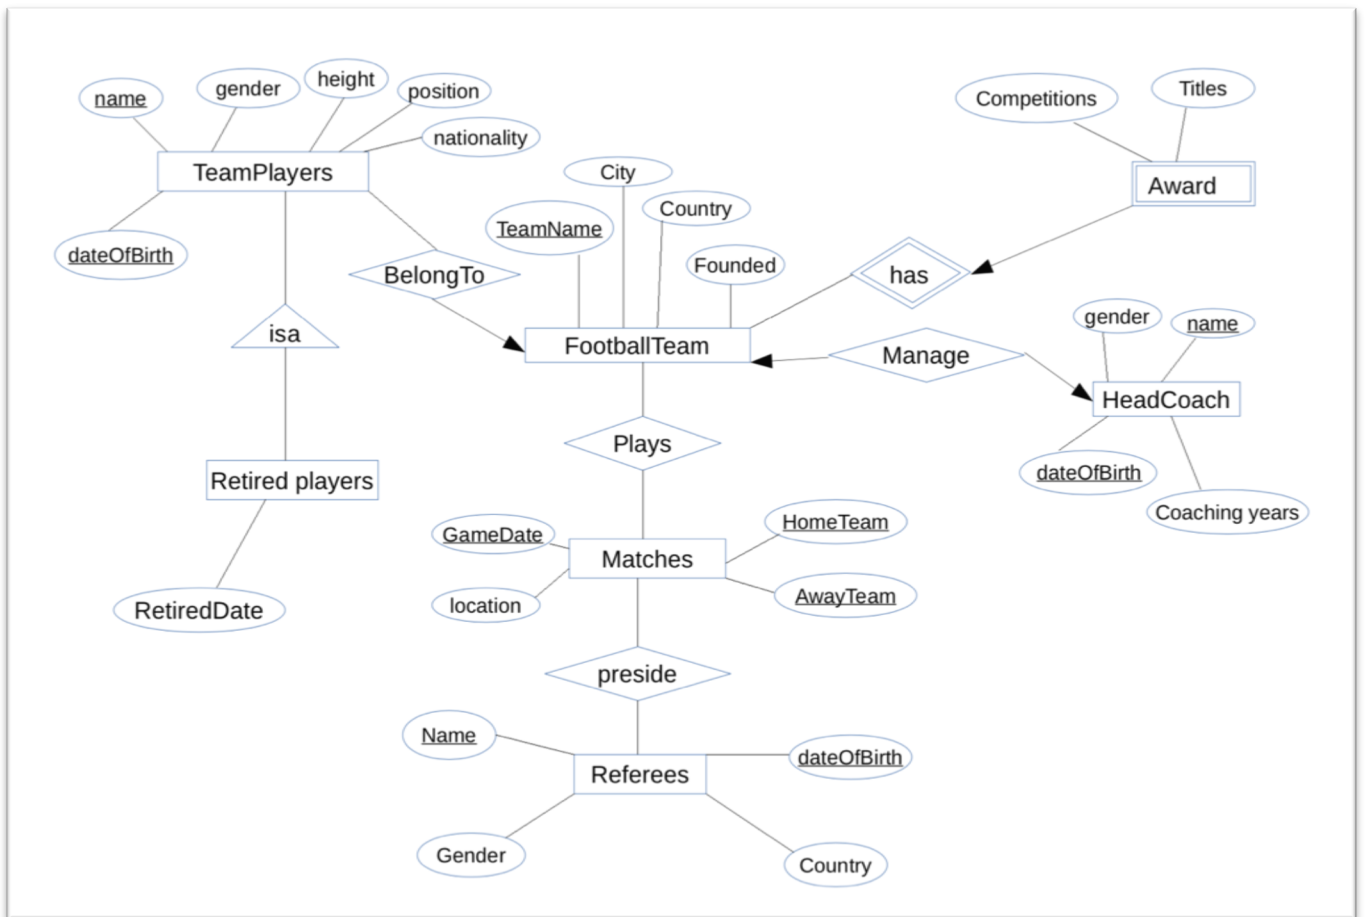 name
gender
height
position
nationality
TeamPlayers
dateOfBirth
Competitions
Titles
Award
City
Country
TeamName
Founded
BelongTo
has
isa
FootballTeam
Manage
gender
name
HeadCoach
dateOfBirth
Coaching years
Plays
Retired players
RetiredDate
GameDate
HomeTeam
Matches
location
AwayTeam
preside
Name
dateOfBirth
Referees
Gender
Country